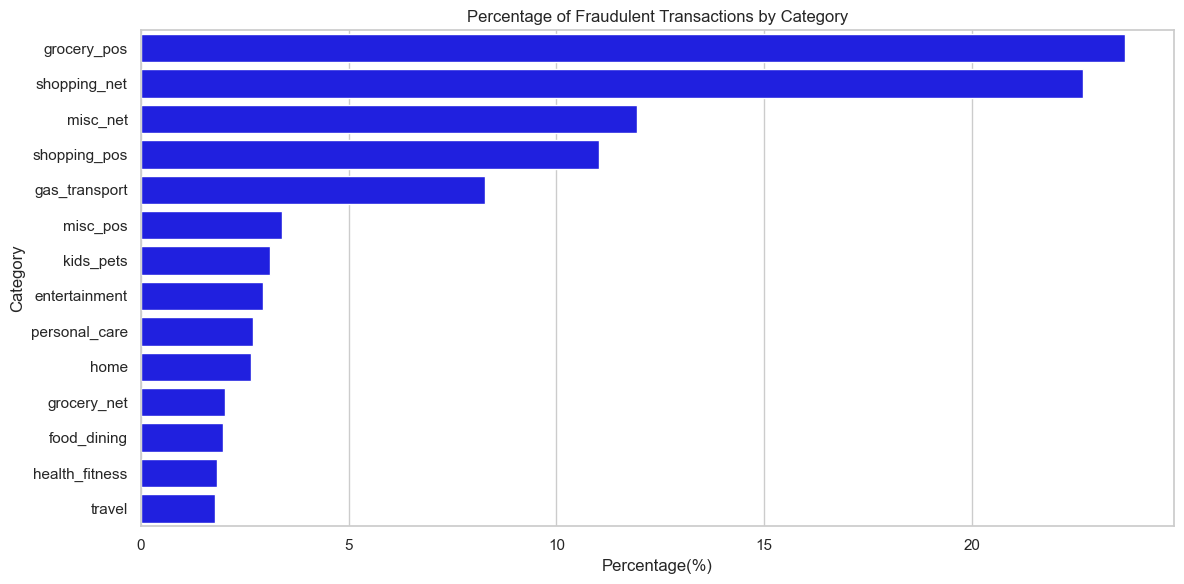 Percentage of Fraudulent Transactions by Category
Category
grocery_pos
shopping_net
misc_net
shopping_pos
gas_transport
misc_pos
kids_pets
entertainment
personal_care
home
grocery_net
food_dining
health_fitness
travel
0 5 10 15 20
Percentage(%)